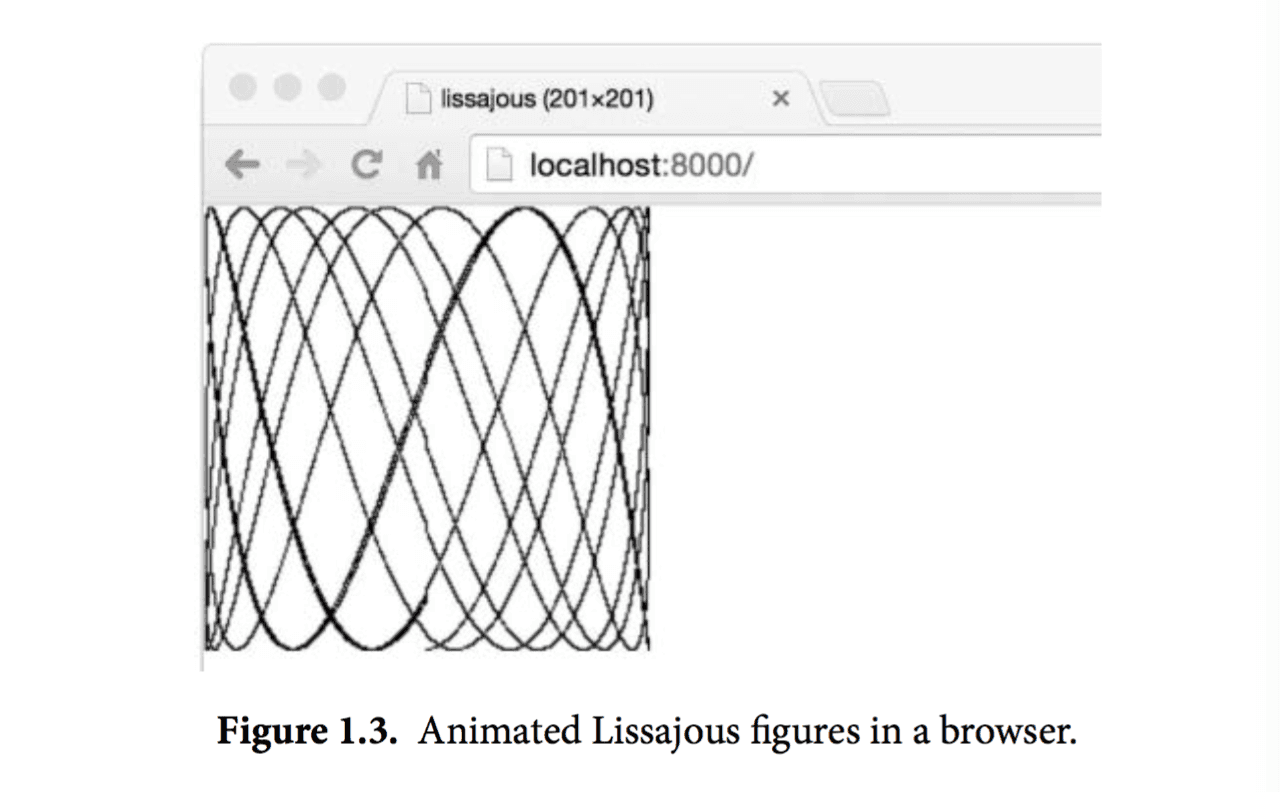 lissajous (201×201)
localhost:8000/
Figure 1.3. Animated Lissajous figures in a browser.